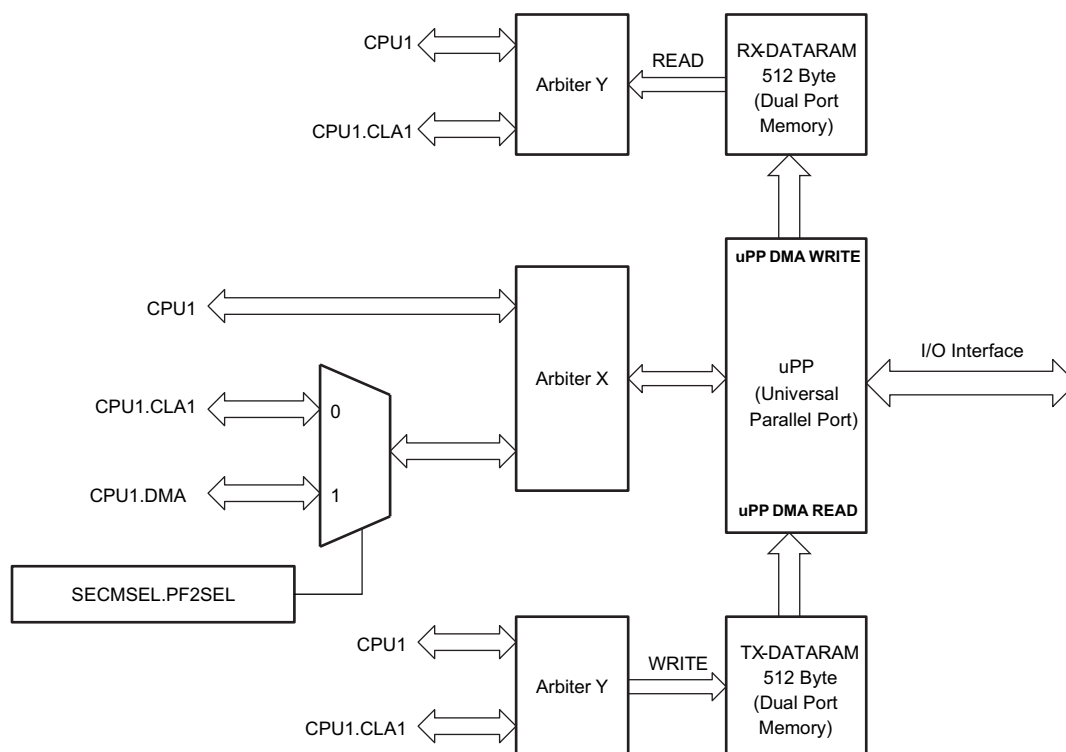 CPU1
CPU1.CLA1
Arbiter Y
READ
RX-DATARAM
512 Byte
(Dual Port
Memory)
CPU1
CPU1.CLA1
0
CPU1.DMA
1
SECMSEL.PF2SEL
Arbiter X
uPP DMA WRITE
uPP
(Universal
Parallel Port)
uPP DMA READ
I/O Interface
CPU1
CPU1.CLA1
Arbiter Y
WRITE
TX-DATARAM
512 Byte
(Dual Port
Memory)